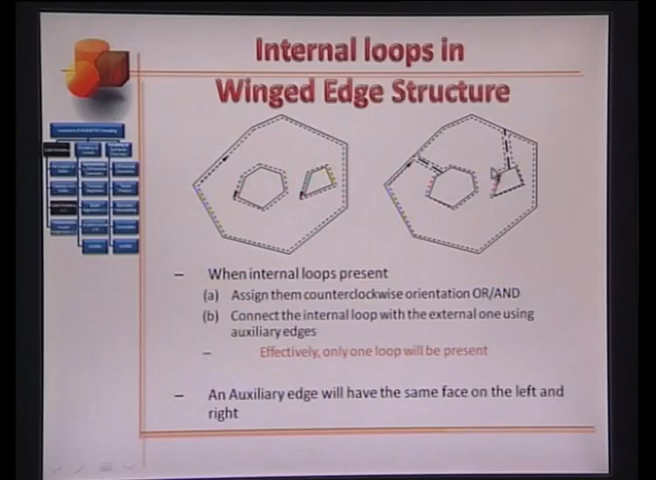 Internal loops in
Winged Edge Structure
– When internal loops present
(a) Assign them counterclockwise orientation OR/AND
(b) Connect the internal loop with the external one using
auxiliary edges
– Effectively, only one loop will be present
– An Auxiliary edge will have the same face on the left and
right